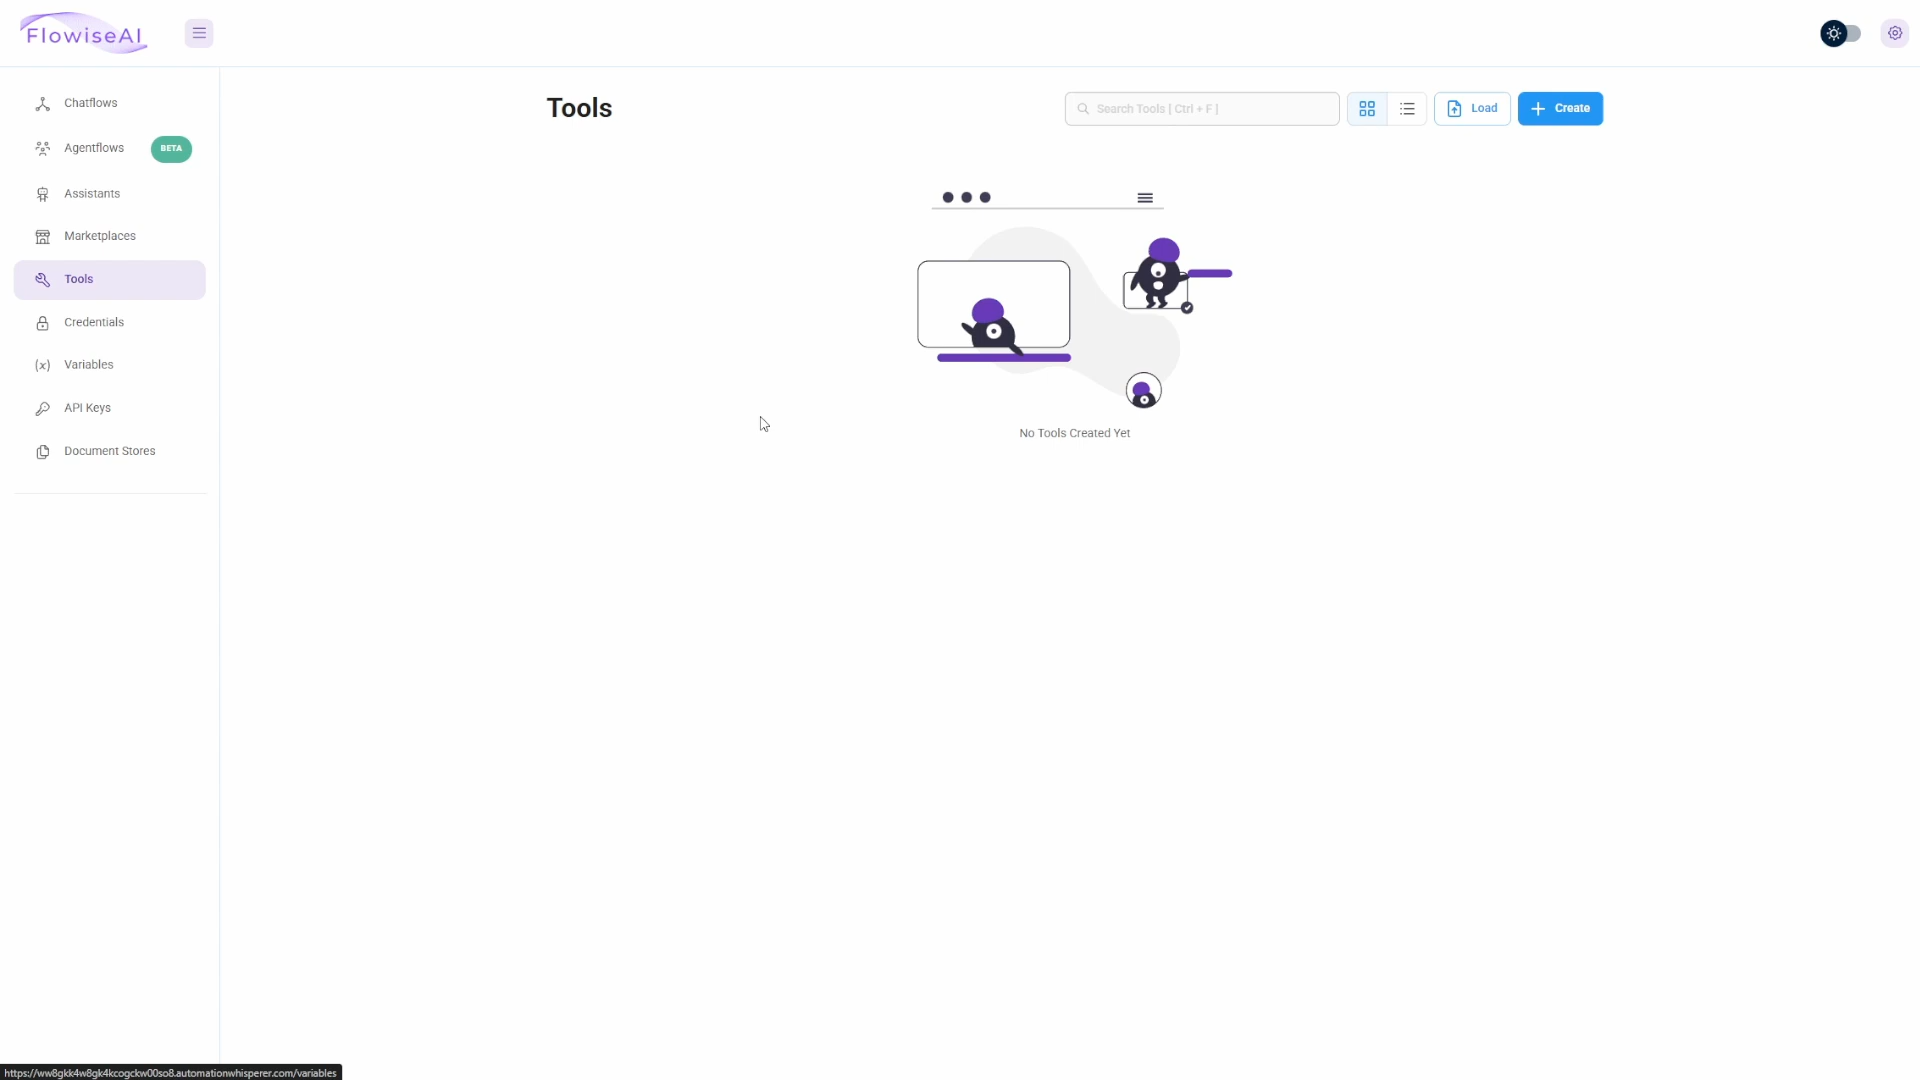 FlowiseAI
Chatflows
Agentflows BETA
Assistants
Marketplaces
Tools
Credentials
(x) Variables
API Keys
Document Stores
Tools
Search Tools [ Ctrl + F ]
Load
Create
No Tools Created Yet
https://ww8gkk4w8gk4kcogckw00so8.automationwhisperer.com/variables